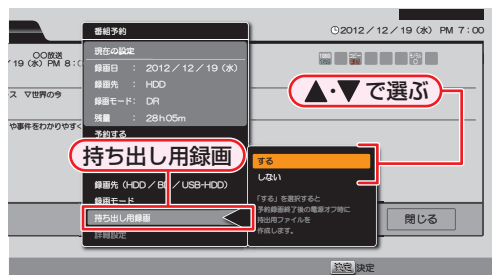 番組予約
2012/12/19 (水) PM 7:00
○○放送
/19 (水) PM 8:0
現在の設定
録画日 : 2012/12/19 (水)
録画先 : HDD
録画モード: DR
残量 : 28h05m
ス ▽世界の今
▲・▼で選ぶ
や事件をわかりやすく
予約する
持ち出し用録画
する
しない
録画先 (HDD/BD/USB-HDD)
録画モード
「する」を選択すると
予約録画終了後の電源オフ時に
持出用ファイルを
作成します。
持ち出し用録画
閉じる
詳細設定
決定 決定